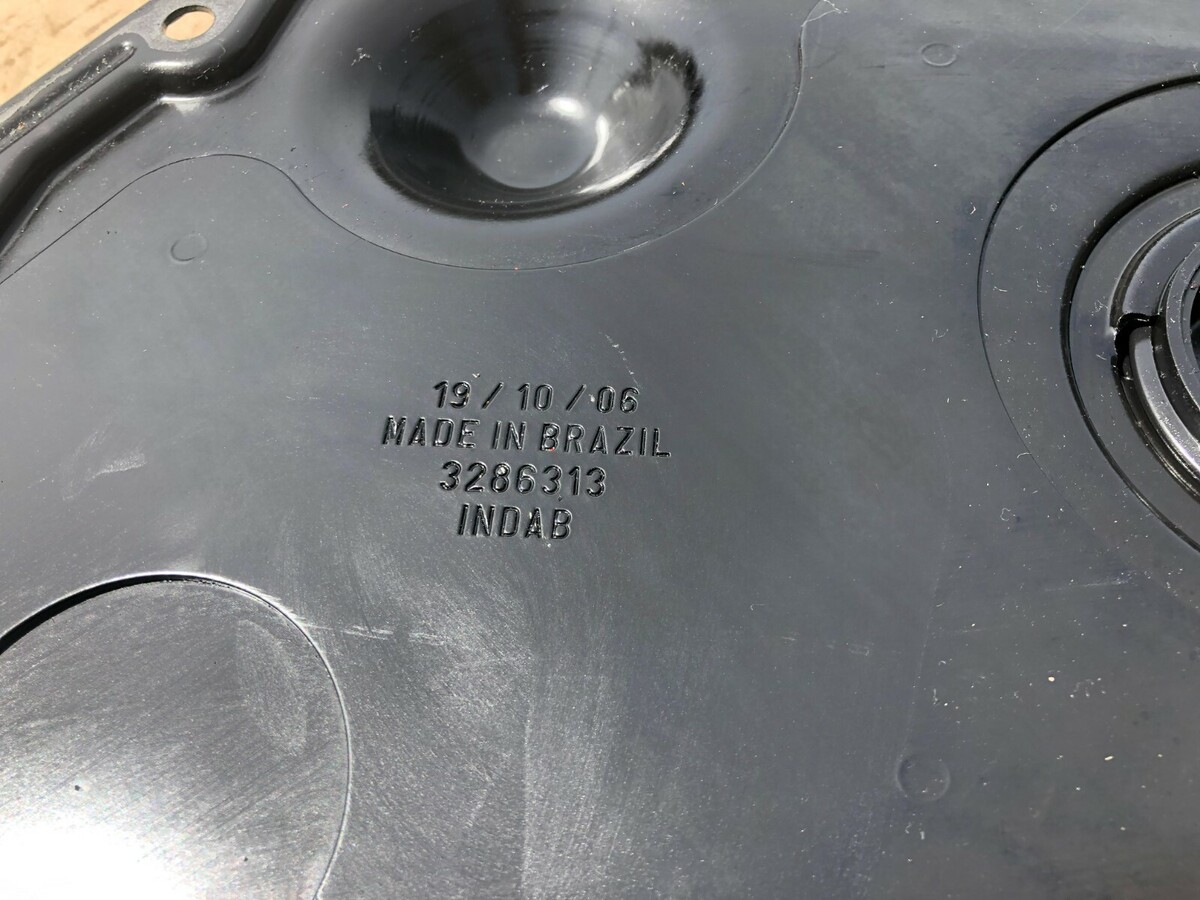 19/10/06
MADE IN BRAZIL
3286313
INDAB